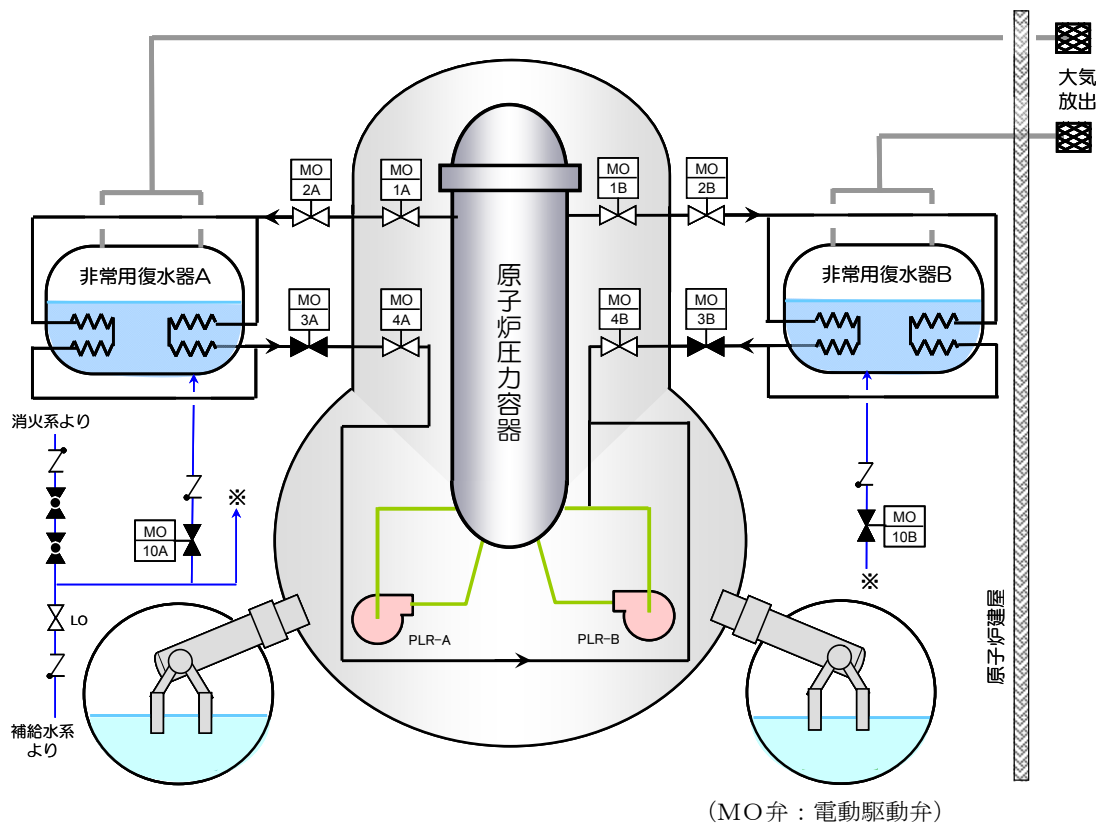 大気
放出
MO
2A
MO
1A
MO
1B
MO
2B
非常用復水器A
原子炉圧力容器
非常用復水器B
MO
3A
MO
4A
MO
4B
MO
3B
消火系より
※
MO
10A
MO
10B
※
LO
PLR-A
PLR-B
原子炉建屋
補給水系
より
(MO弁：電動駆動弁)